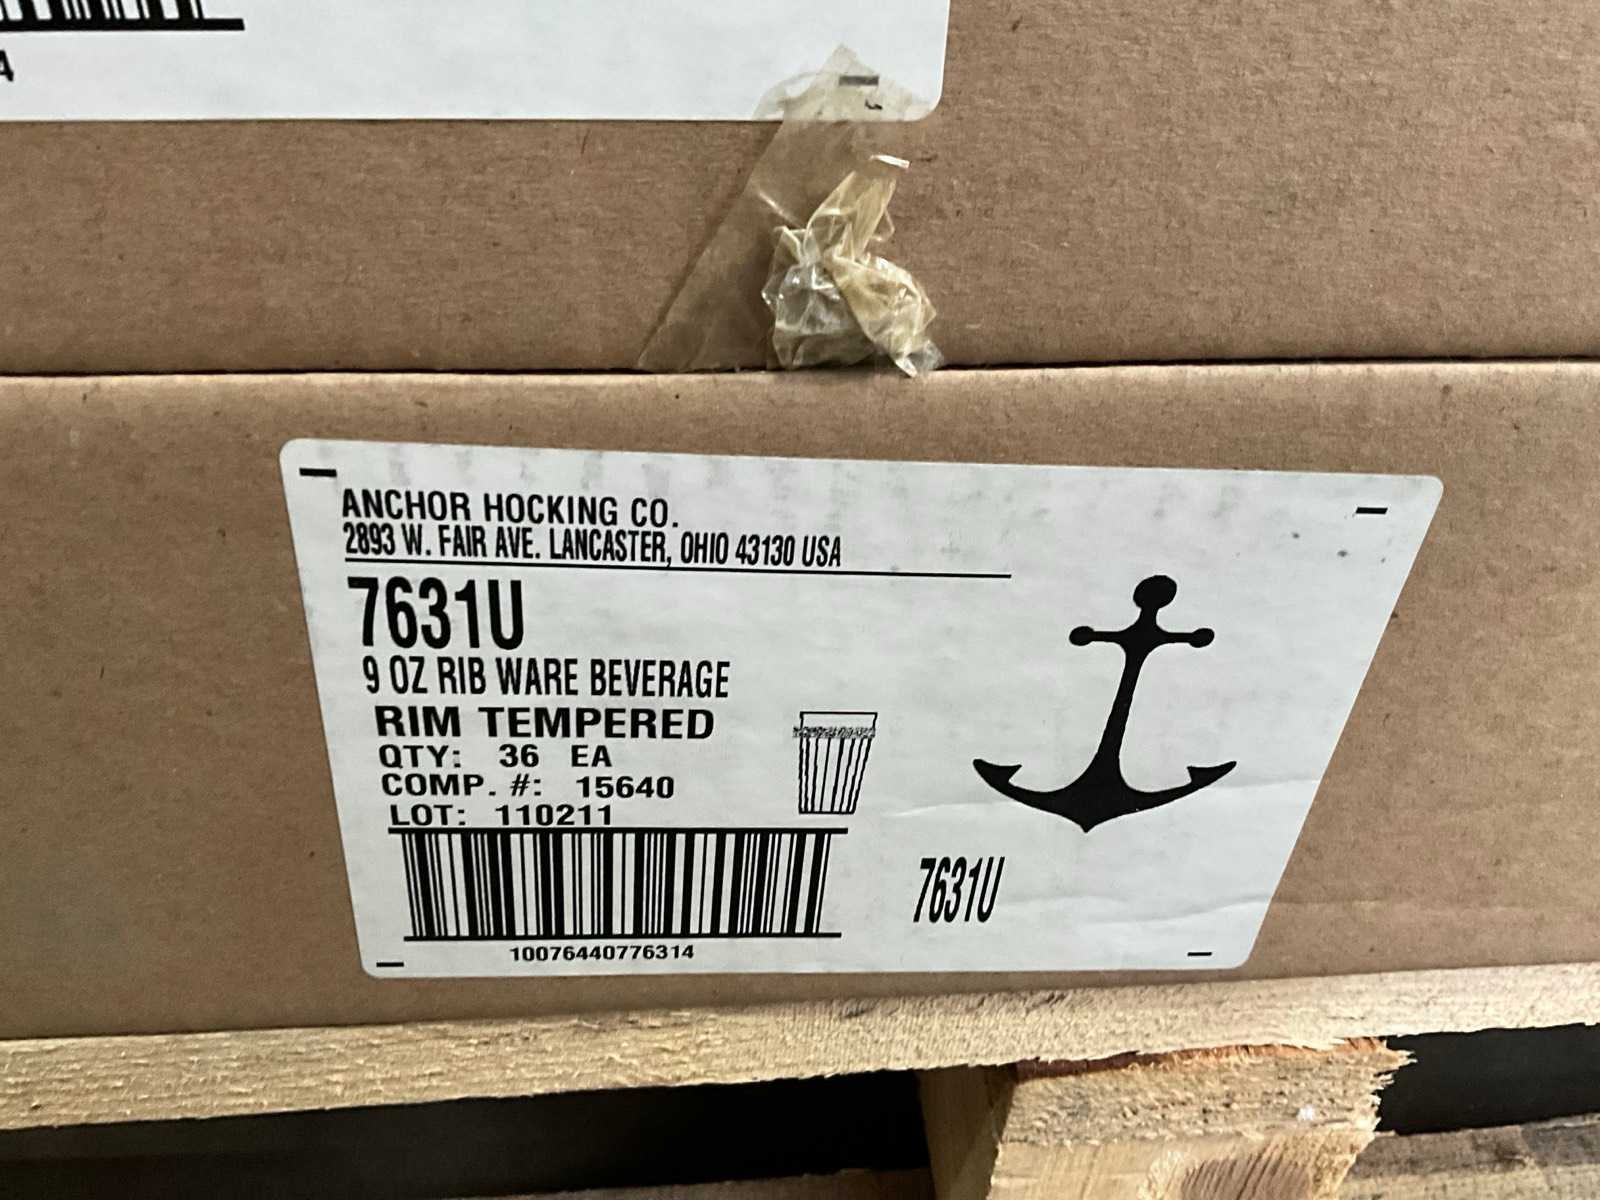 4
ANCHOR HOCKING CO.
2893 W. FAIR AVE. LANCASTER, OHIO 43130 USA
7631U
9 OZ RIB WARE BEVERAGE
RIM TEMPERED
QTY: 36 EA
COMP. #: 15640
LOT: 110211
7631U
10076440776314